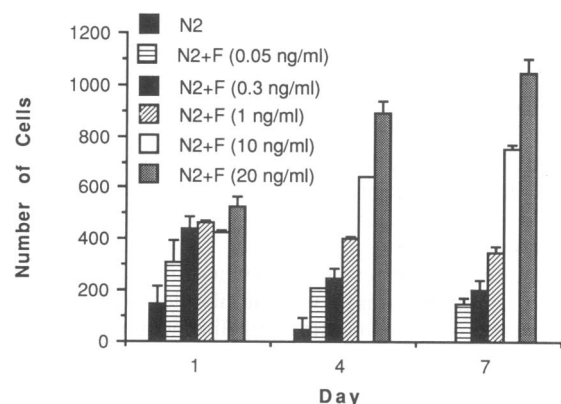 N2
N2+F (0.05 ng/ml)
N2+F (0.3 ng/ml)
N2+F (1 ng/ml)
N2+F (10 ng/ml)
N2+F (20 ng/ml)
Number of Cells
1200
1000
800
600
400
200
0
1 4 7
Day